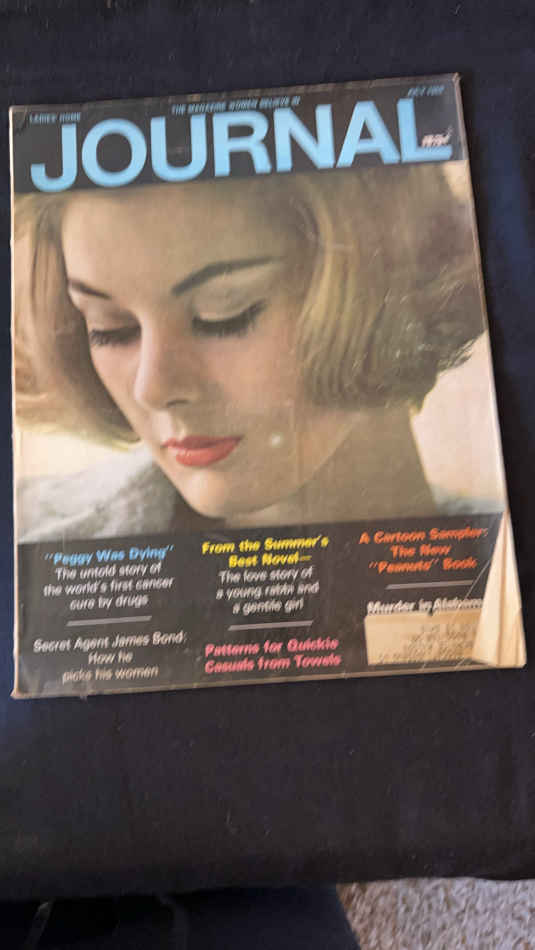 LADIES' HOME
THE MAGAZINE WOMEN BELIEVE IN
JULY
JOURNAL
"Peggy Was Dying"
The untold story of
the world's first cancer
cure by drugs
Secret Agent James Bond:
How he
picks his women
From the Summer's
Best Novel—
The love story of
a young rabbi and
a gentile girl
Patterns for Quickie
Casuals from Towels
A Cartoon Sampler:
The New
"Peanuts" Book
Murder in Alabama